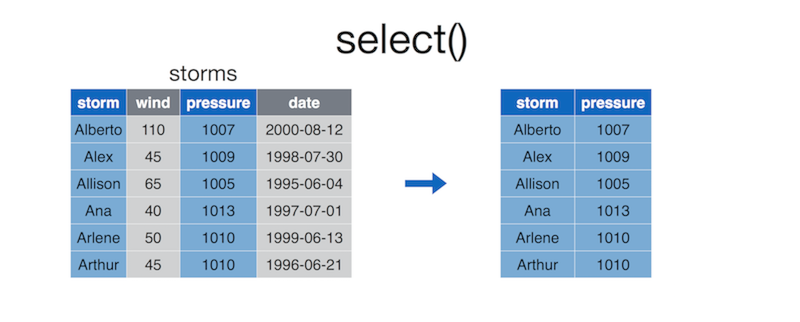 select()
storms
storm wind pressure date
Alberto 110 1007 2000-08-12
Alex 45 1009 1998-07-30
Allison 65 1005 1995-06-04
Ana 40 1013 1997-07-01
Arlene 50 1010 1999-06-13
Arthur 45 1010 1996-06-21
storm pressure
Alberto 1007
Alex 1009
Allison 1005
Ana 1013
Arlene 1010
Arthur 1010